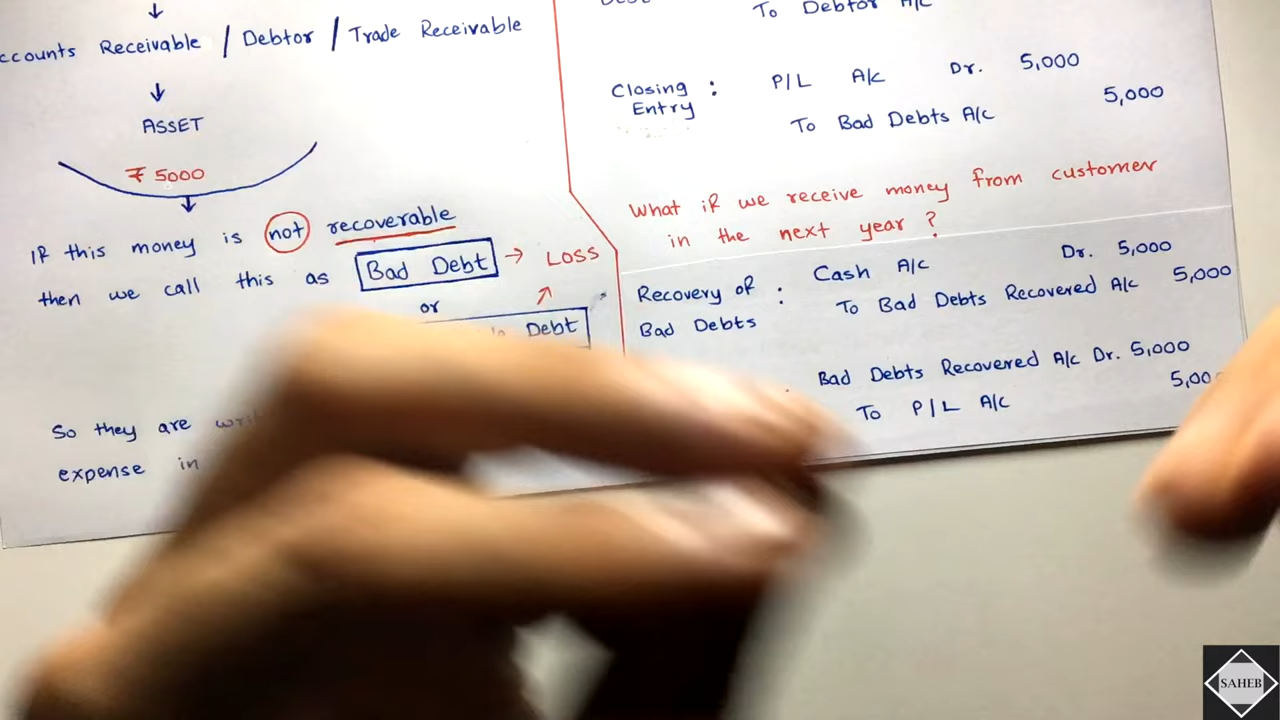 ccounts Receivable / Debtor / Trade Receivable
ASSET
₹ 5000
If this money is not recoverable
then we call this as Bad Debt → LOSS
or
Debt
So they are
expense in
To Debtor A/c
Closing Entry : P/L A/c Dr. 5,000
To Bad Debts A/c 5,000
What if we receive money from customer
in the next year ?
Recovery of Bad Debts : Cash A/c Dr. 5,000
To Bad Debts Recovered A/c 5,000
Bad Debts Recovered A/c Dr. 5,000
To P/L A/c 5,00
SAHEB